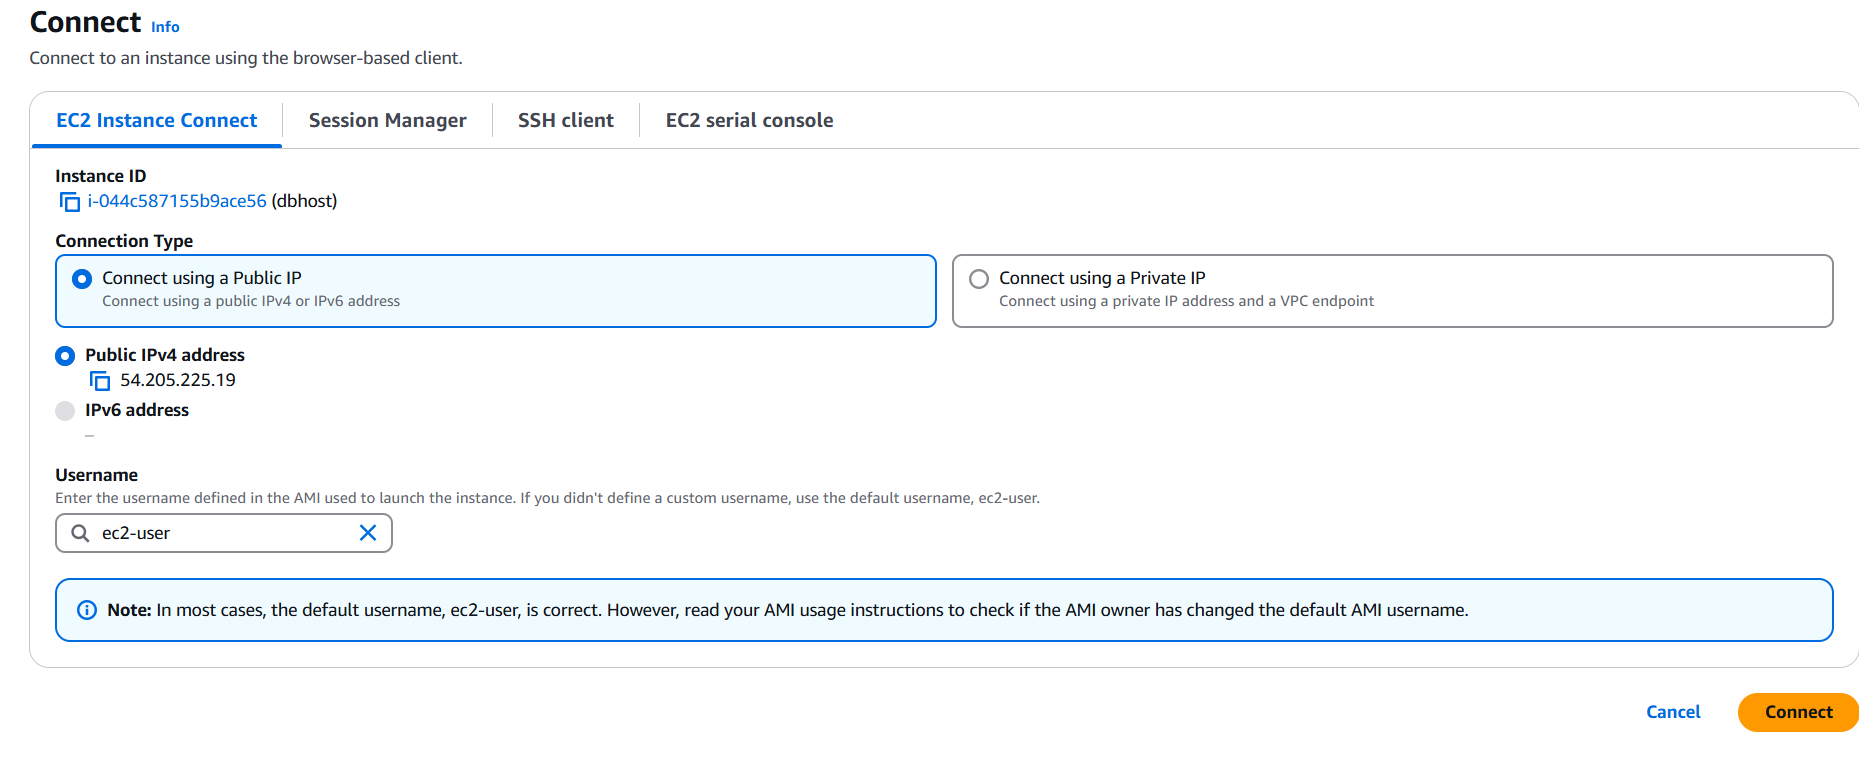 Connect Info
Connect to an instance using the browser-based client.
EC2 Instance Connect
Session Manager
SSH client
EC2 serial console
Instance ID
i-044c587155b9ace56 (dbhost)
Connection Type
Connect using a Public IP
Connect using a public IPv4 or IPv6 address
Connect using a Private IP
Connect using a private IP address and a VPC endpoint
Public IPv4 address
54.205.225.19
IPv6 address
–
Username
Enter the username defined in the AMI used to launch the instance. If you didn't define a custom username, use the default username, ec2-user.
ec2-user
Note: In most cases, the default username, ec2-user, is correct. However, read your AMI usage instructions to check if the AMI owner has changed the default AMI username.
Cancel
Connect